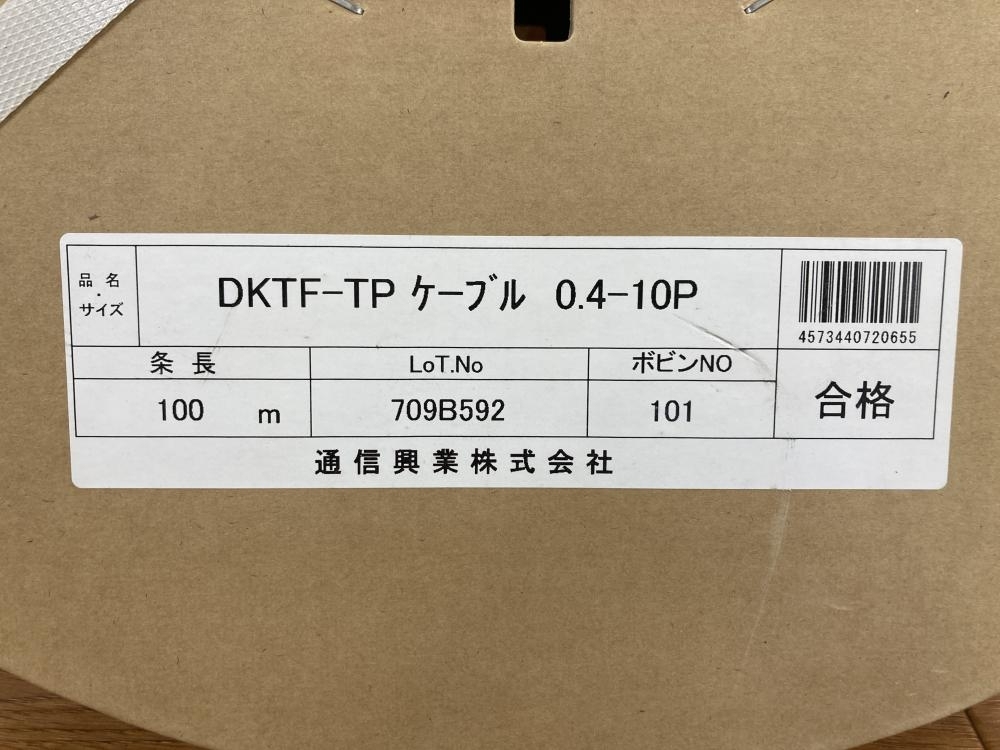 品名
・
サイズ
DKTF-TP ｹｰﾌﾞﾙ 0.4-10P
4573440720655
条長
LoT.No
ボビンNO
100 m
709B592
101
合格
通信興業株式会社